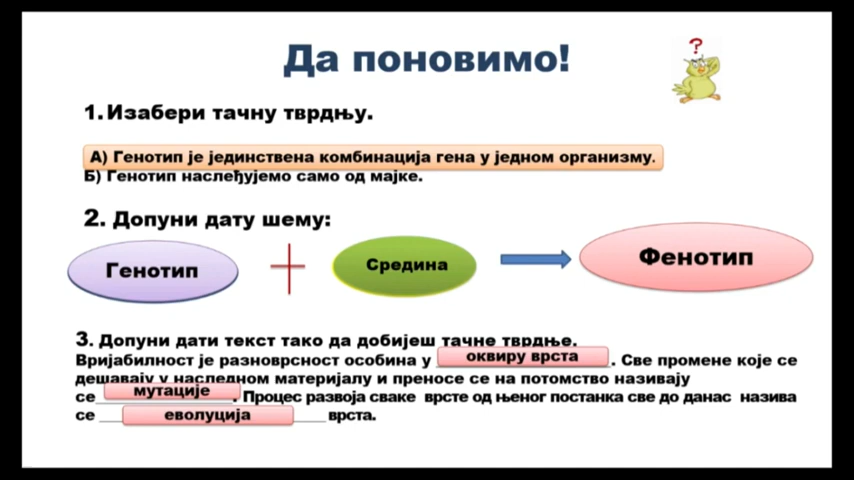 Да поновимо!
?
1. Изабери тачну тврдњу.
А) Генотип је јединствена комбинација гена у једном организму.
Б) Генотип наслеђујемо само од мајке.
2. Допуни дату шему:
Генотип
Средина
Фенотип
3. Допуни дати текст тако да добијеш тачне тврдње.
Вријабилност је разноврсност особина у оквиру врста. Све промене које се
дешавају у наследном материјалу и преносе се на потомство називају
се мутације. Процес развоја сваке врсте од њеног постанка све до данас назива
се еволуција врста.